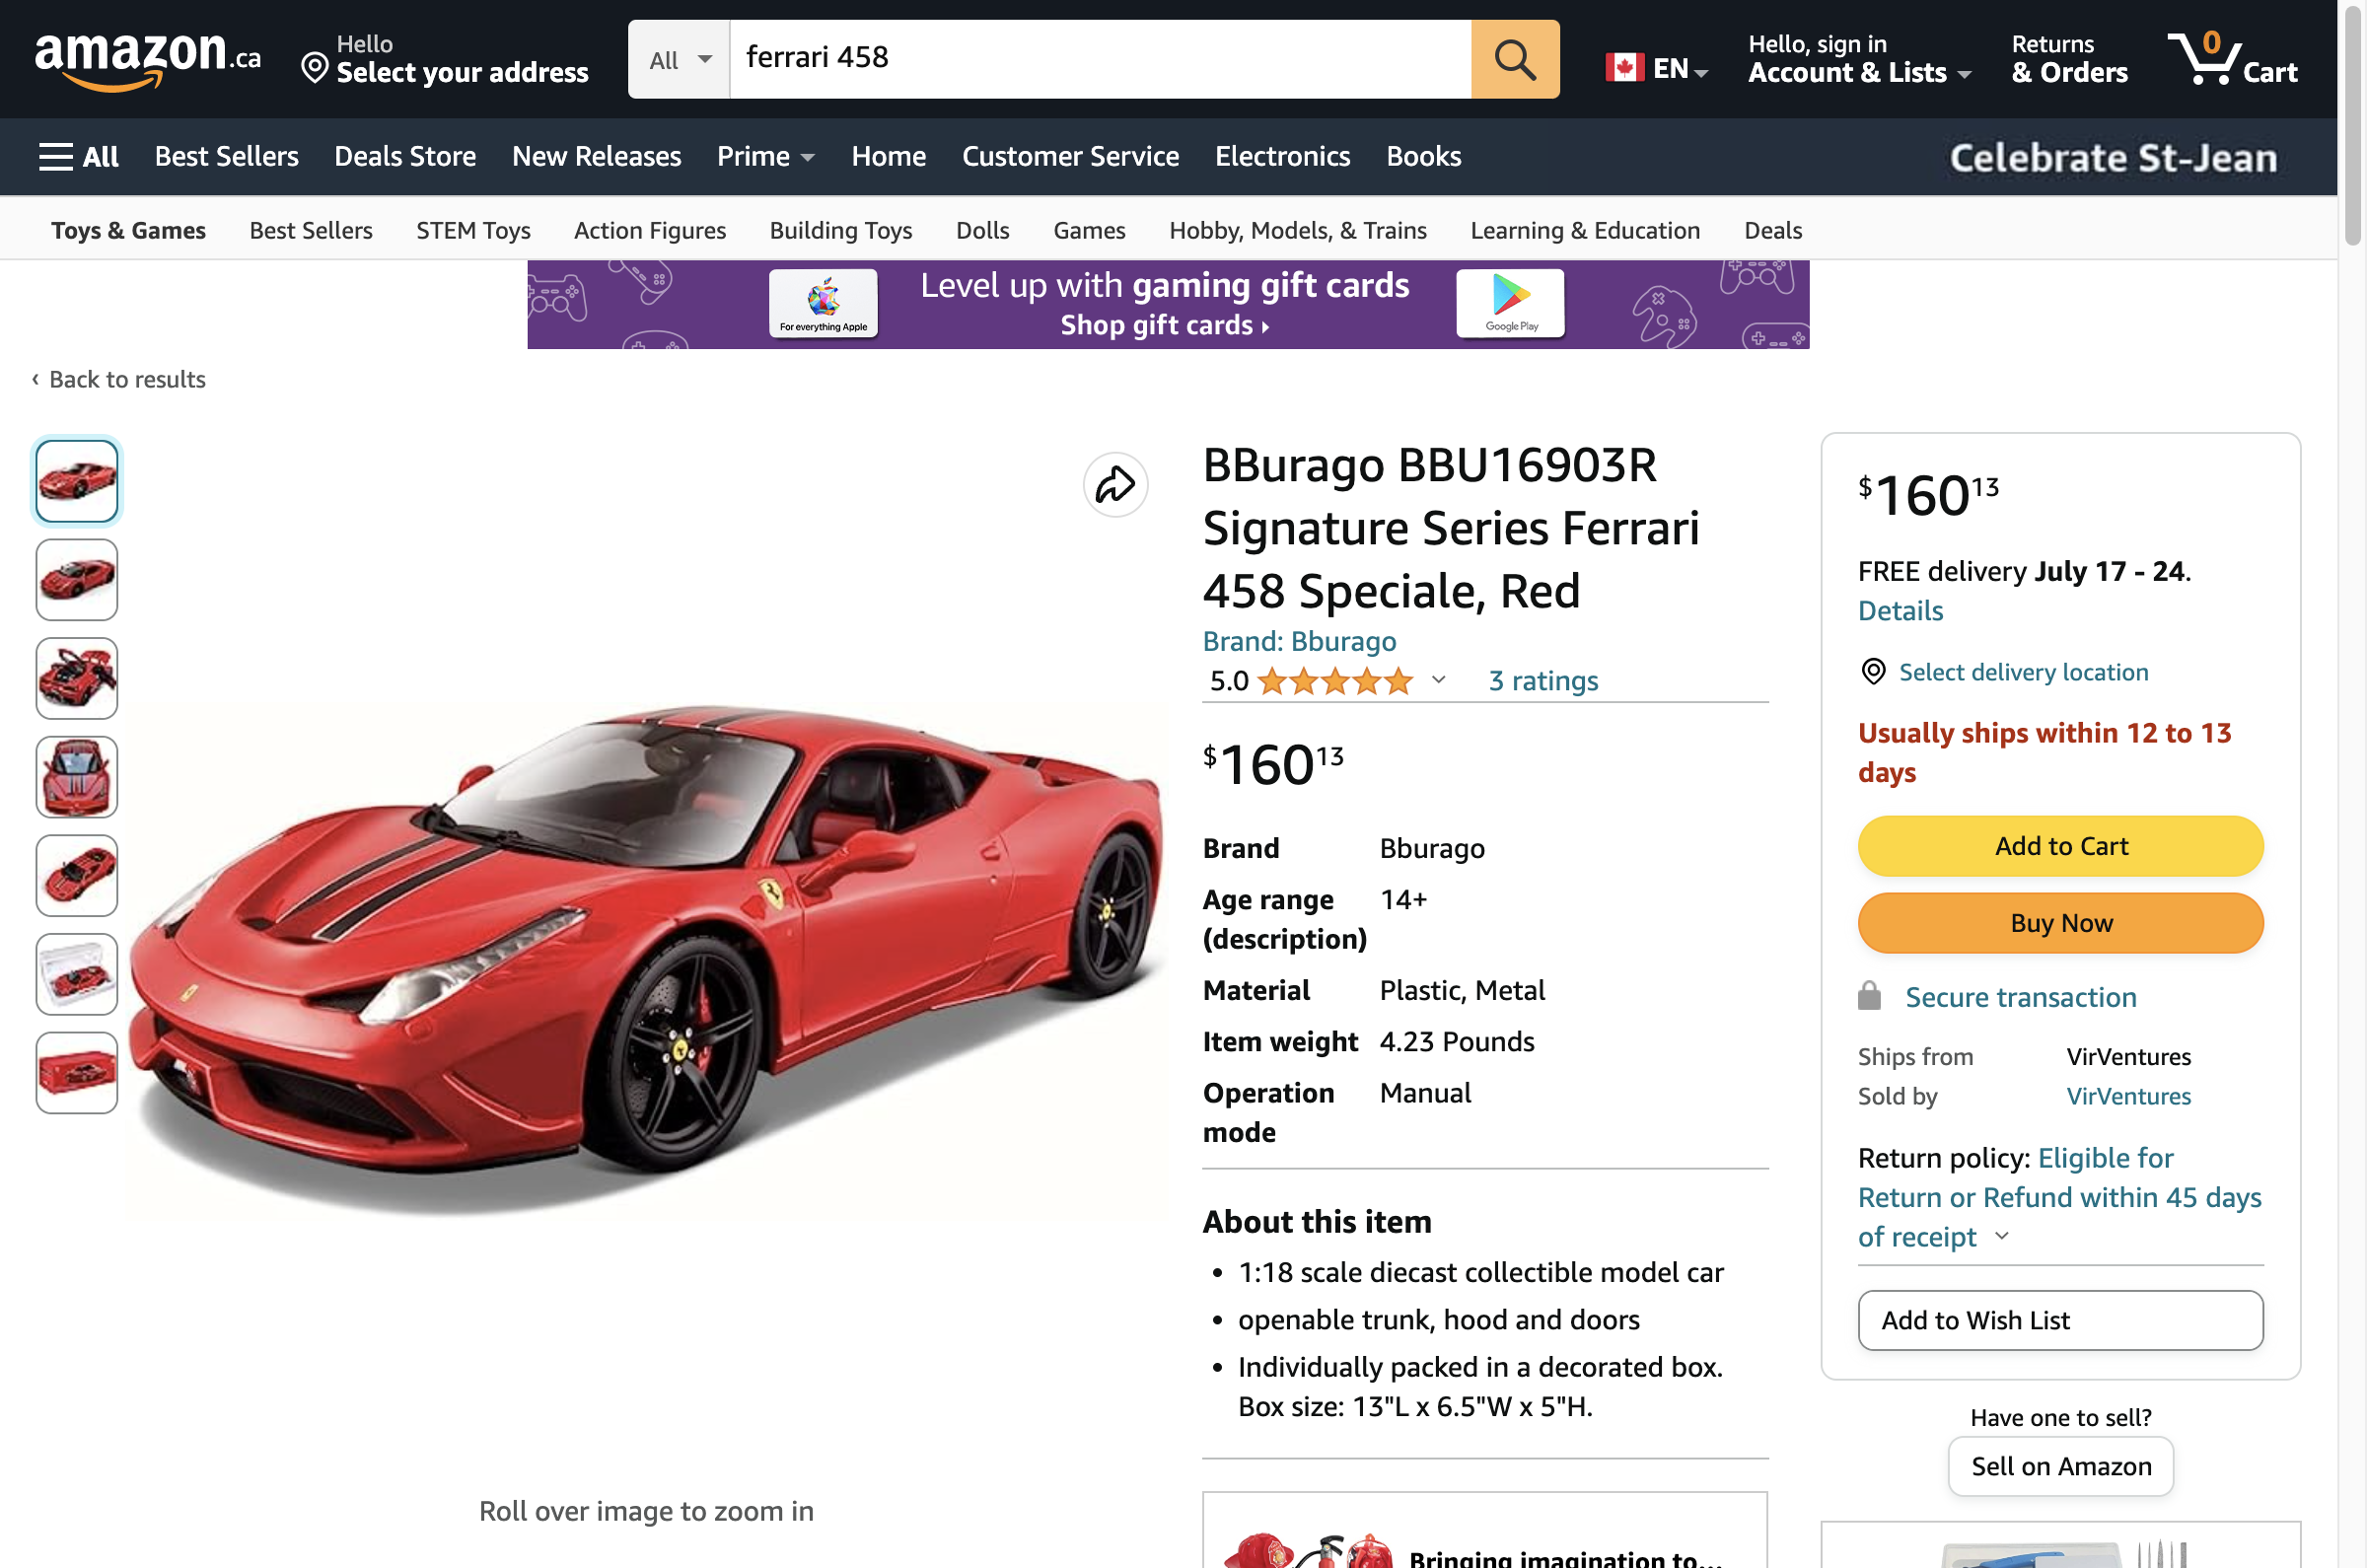 amazon.ca
Hello
Select your address
All
ferrari 458
EN
Hello, sign in
Account & Lists
Returns
& Orders
0
Cart
All
Best Sellers
Deals Store
New Releases
Prime
Home
Customer Service
Electronics
Books
Celebrate St-Jean
Toys & Games
Best Sellers
STEM Toys
Action Figures
Building Toys
Dolls
Games
Hobby, Models, & Trains
Learning & Education
Deals
For everything Apple
Level up with gaming gift cards
Shop gift cards ›
Google Play
‹ Back to results
BBurago BBU16903R
Signature Series Ferrari
458 Speciale, Red
Brand: Bburago
5.0
3 ratings
$160 13
Brand Bburago
Age range 14+
(description)
Material Plastic, Metal
Item weight 4.23 Pounds
Operation Manual
mode
About this item
• 1:18 scale diecast collectible model car
• openable trunk, hood and doors
• Individually packed in a decorated box.
Box size: 13"L x 6.5"W x 5"H.
Roll over image to zoom in
Bringing imagination to...
$160 13
FREE delivery July 17 - 24.
Details
Select delivery location
Usually ships within 12 to 13
days
Add to Cart
Buy Now
Secure transaction
Ships from VirVentures
Sold by VirVentures
Return policy: Eligible for
Return or Refund within 45 days
of receipt
Add to Wish List
Have one to sell?
Sell on Amazon